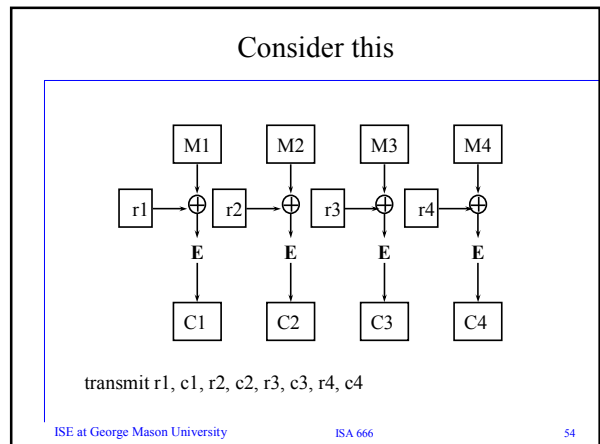 Consider this
M1 M2 M3 M4
r1 ⊕ r2 ⊕ r3 ⊕ r4 ⊕
E E E E
C1 C2 C3 C4
transmit r1, c1, r2, c2, r3, c3, r4, c4
ISE at George Mason University ISA 666 54